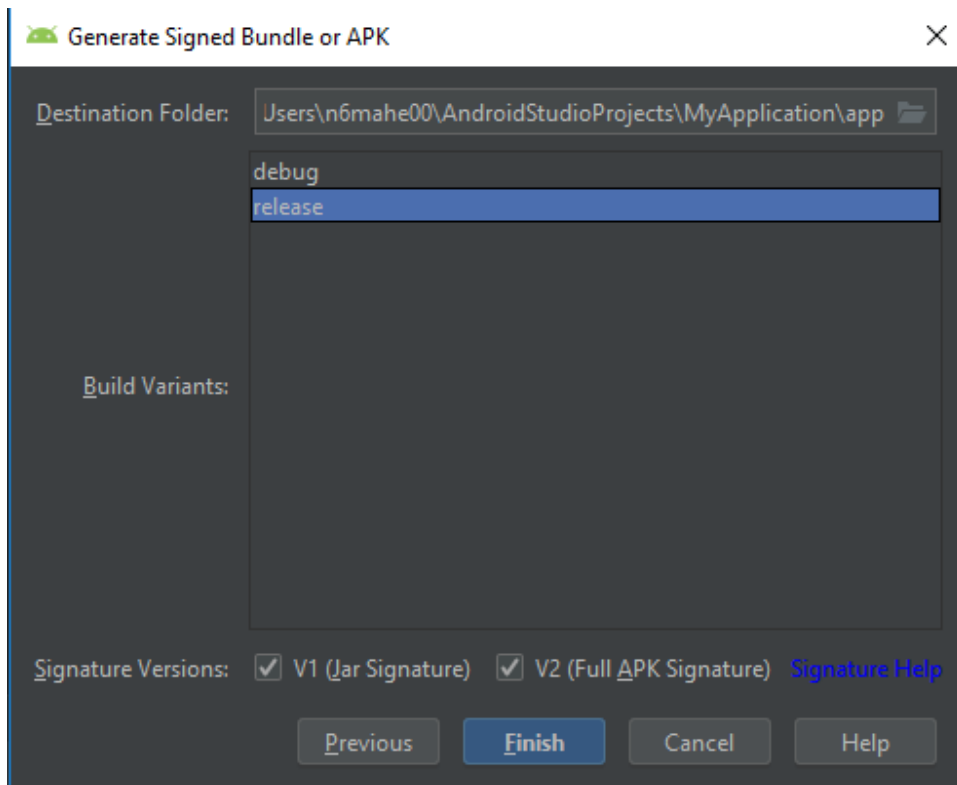 Generate Signed Bundle or APK
Destination Folder: Users\n6mahe00\AndroidStudioProjects\MyApplication\app
debug
release
Build Variants:
Signature Versions: V1 (Jar Signature) V2 (Full APK Signature) Signature Help
Previous Finish Cancel Help